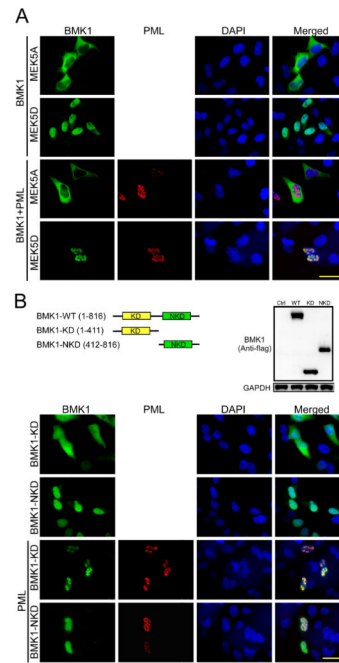 A
BMK1 PML DAPI Merged
BMK1
MEK5A
MEK5D
BMK1+PML
MEK5A
MEK5D
B
BMK1-WT (1-816) KD NKD
BMK1-KD (1-411) KD
BMK1-NKD (412-816) NKD
Ctrl WT KD NKD
BMK1
(Anti-flag)
GAPDH
BMK1 PML DAPI Merged
BMK1-KD
BMK1-NKD
PML
BMK1-KD
BMK1-NKD